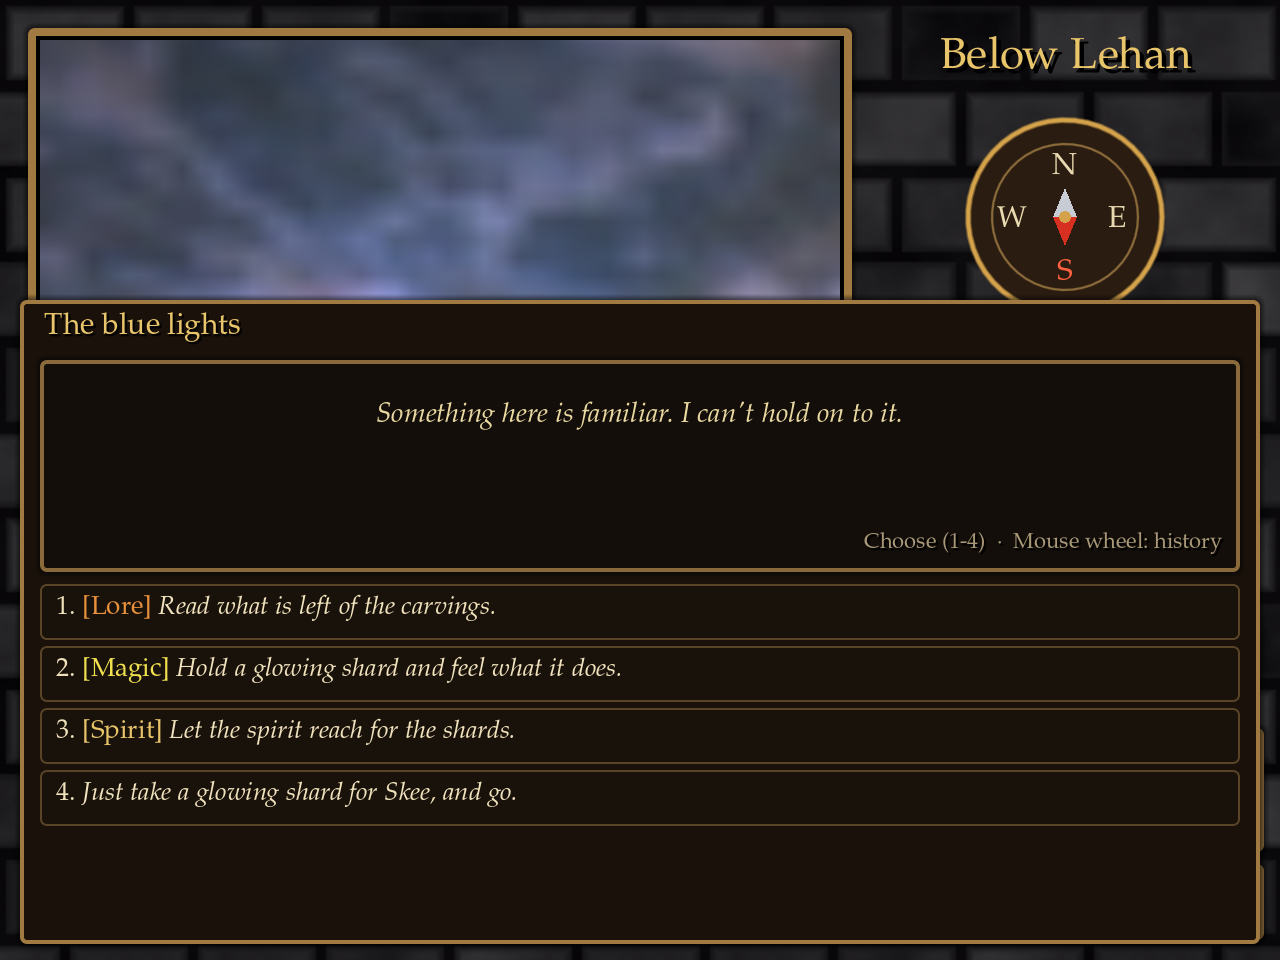 Below Lehan
N
W E
S
The blue lights
Something here is familiar. I can't hold on to it.
Choose (1-4) · Mouse wheel: history
1. [Lore] Read what is left of the carvings.
2. [Magic] Hold a glowing shard and feel what it does.
3. [Spirit] Let the spirit reach for the shards.
4. Just take a glowing shard for Skee, and go.